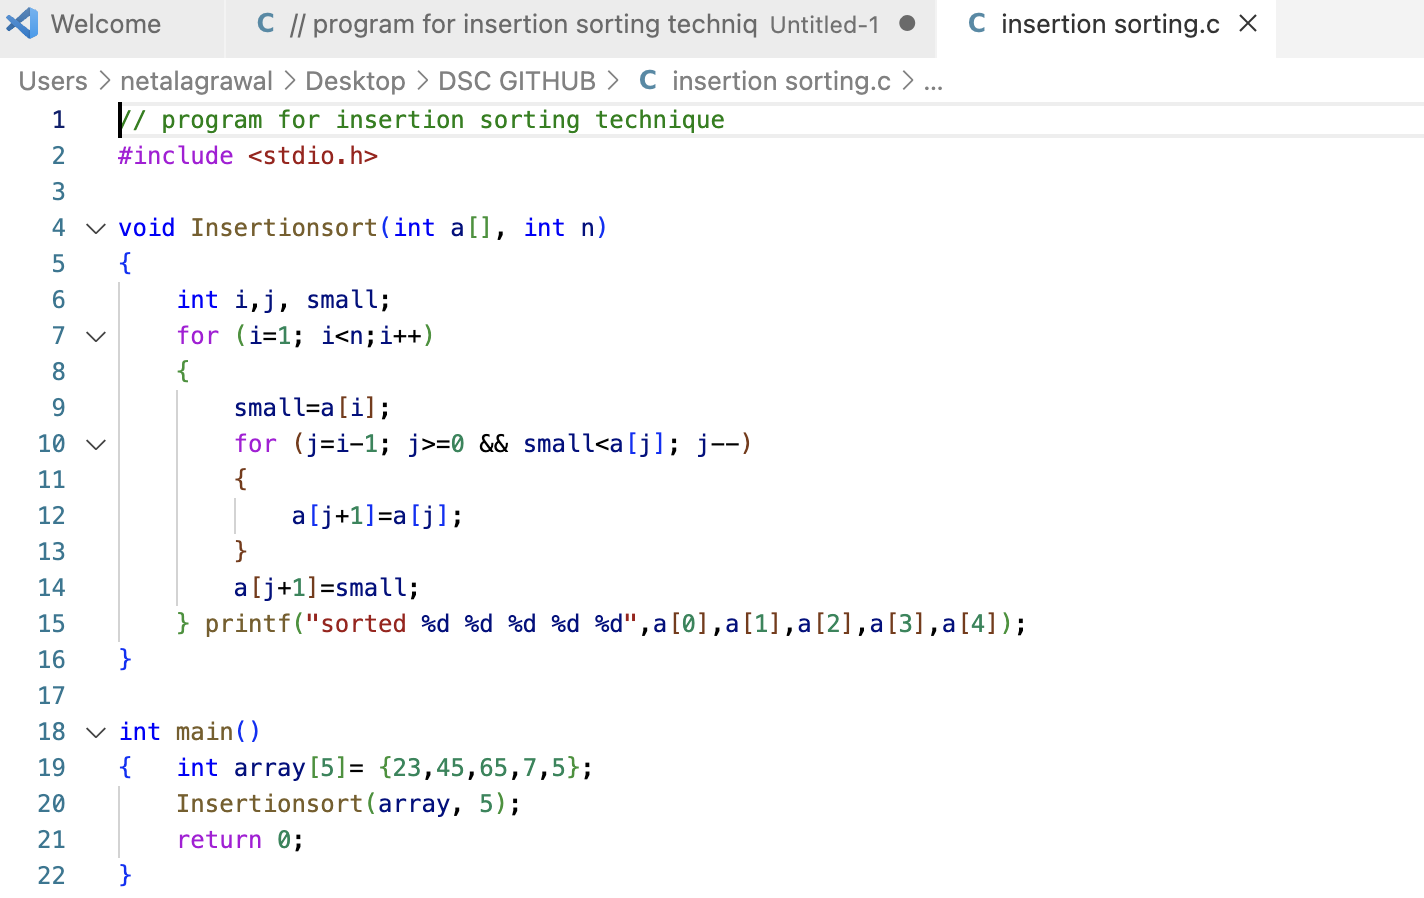 Welcome
C // program for insertion sorting techniq Untitled-1
C insertion sorting.c
Users > netalagrawal > Desktop > DSC GITHUB > C insertion sorting.c > ...
1 // program for insertion sorting technique
2 #include <stdio.h>
3
4 void Insertionsort(int a[], int n)
5 {
6     int i,j, small;
7     for (i=1; i<n;i++)
8     {
9         small=a[i];
10         for (j=i-1; j>=0 && small<a[j]; j--)
11         {
12             a[j+1]=a[j];
13         }
14         a[j+1]=small;
15     } printf("sorted %d %d %d %d %d",a[0],a[1],a[2],a[3],a[4]);
16 }
17
18 int main()
19 {   int array[5]= {23,45,65,7,5};
20     Insertionsort(array, 5);
21     return 0;
22 }